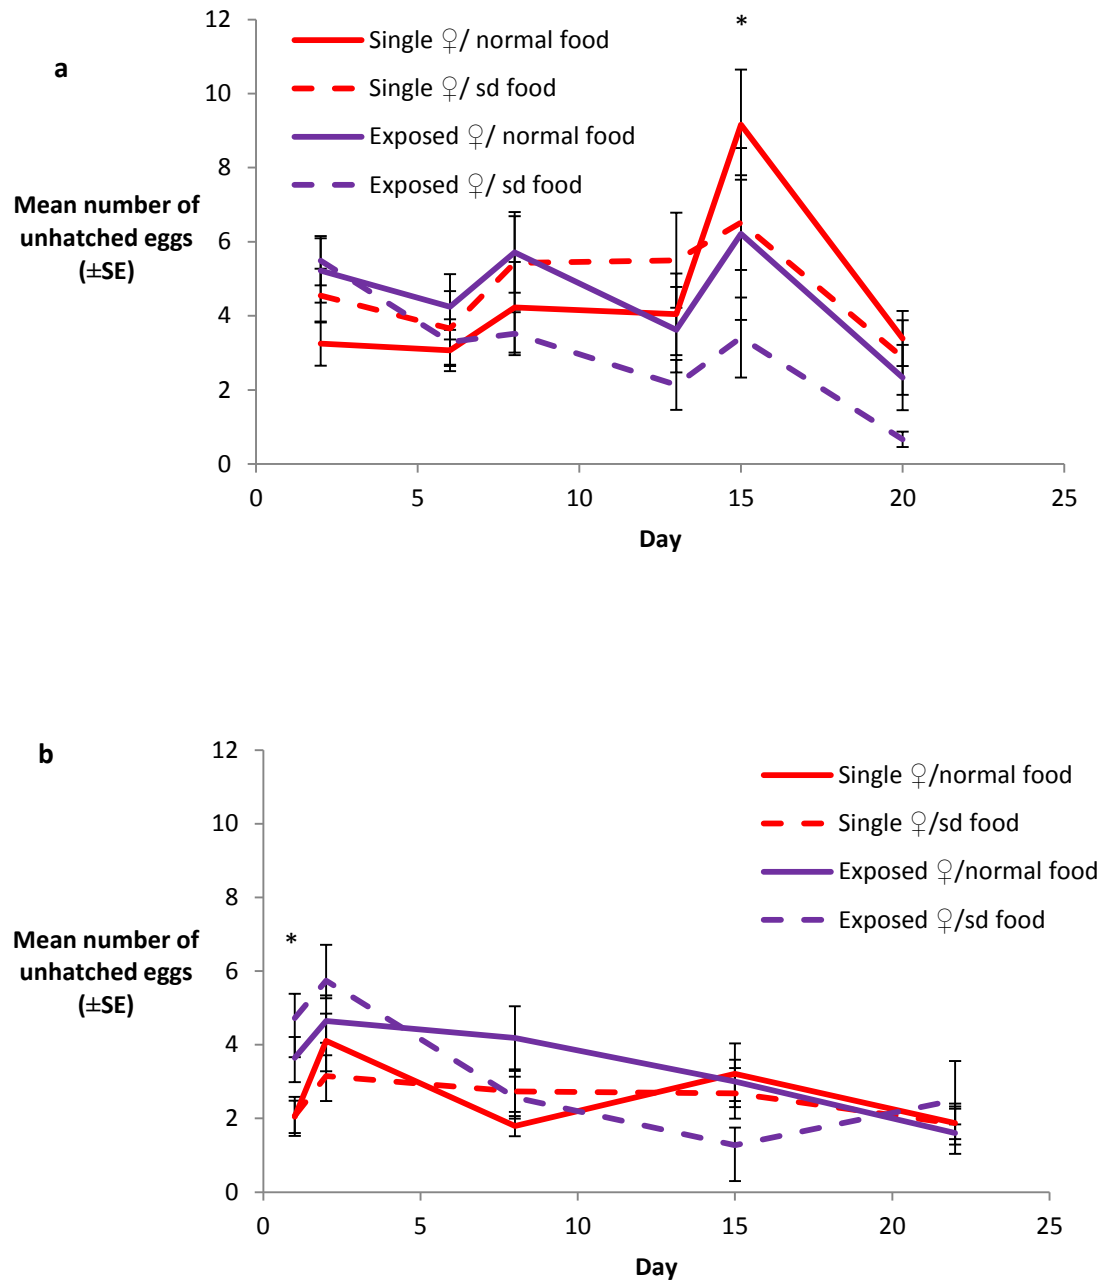 a
Mean number of
unhatched eggs
(±SE)
12
10
8
6
4
2
0
*
Single ♀/ normal food
Single ♀/ sd food
Exposed ♀/ normal food
Exposed ♀/ sd food
0 5 10 15 20 25
Day
b
Mean number of
unhatched eggs
(±SE)
12
10
8
6
4
2
0
*
Single ♀/normal food
Single ♀/sd food
Exposed ♀/normal food
Exposed ♀/sd food
0 5 10 15 20 25
Day